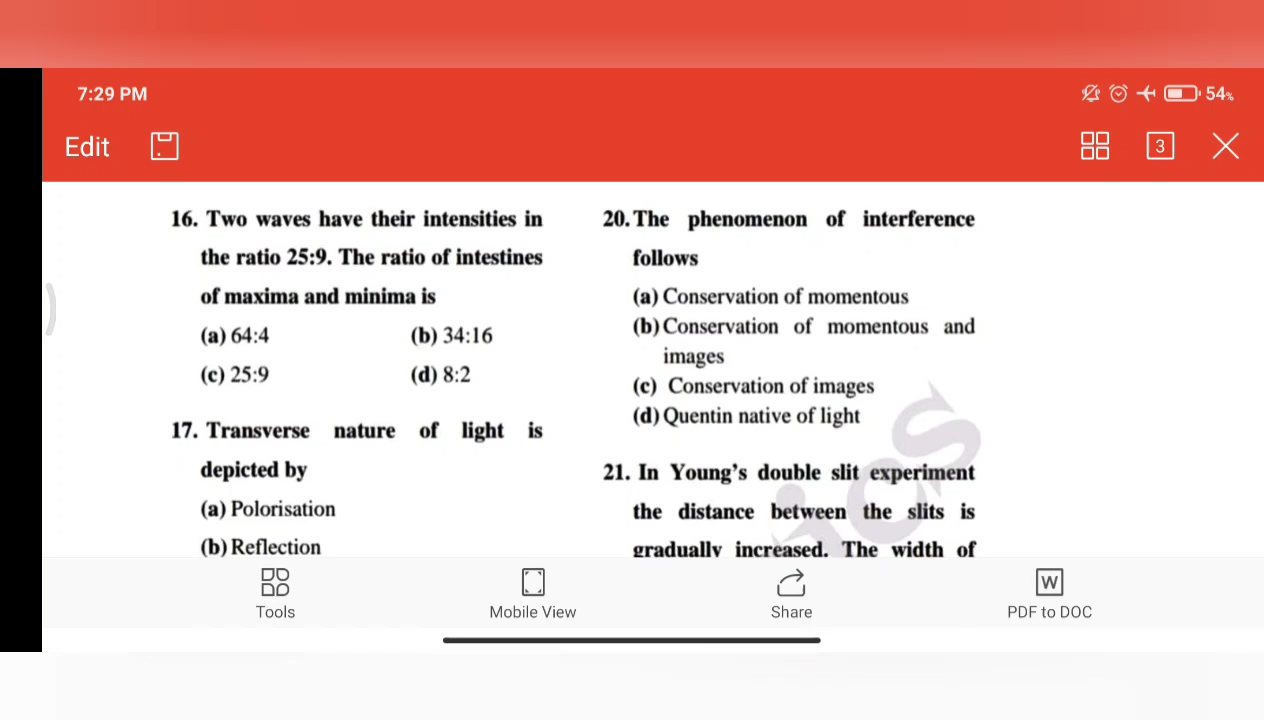 7:29 PM
54%
Edit
3
16. Two waves have their intensities in
the ratio 25:9. The ratio of intestines
of maxima and minima is
(a) 64:4 (b) 34:16
(c) 25:9 (d) 8:2
17. Transverse nature of light is
depicted by
(a) Polorisation
(b) Reflection
20. The phenomenon of interference
follows
(a) Conservation of momentous
(b) Conservation of momentous and
images
(c) Conservation of images
(d) Quentin native of light
21. In Young's double slit experiment
the distance between the slits is
gradually increased. The width of
ics
Tools
Mobile View
Share
W
PDF to DOC